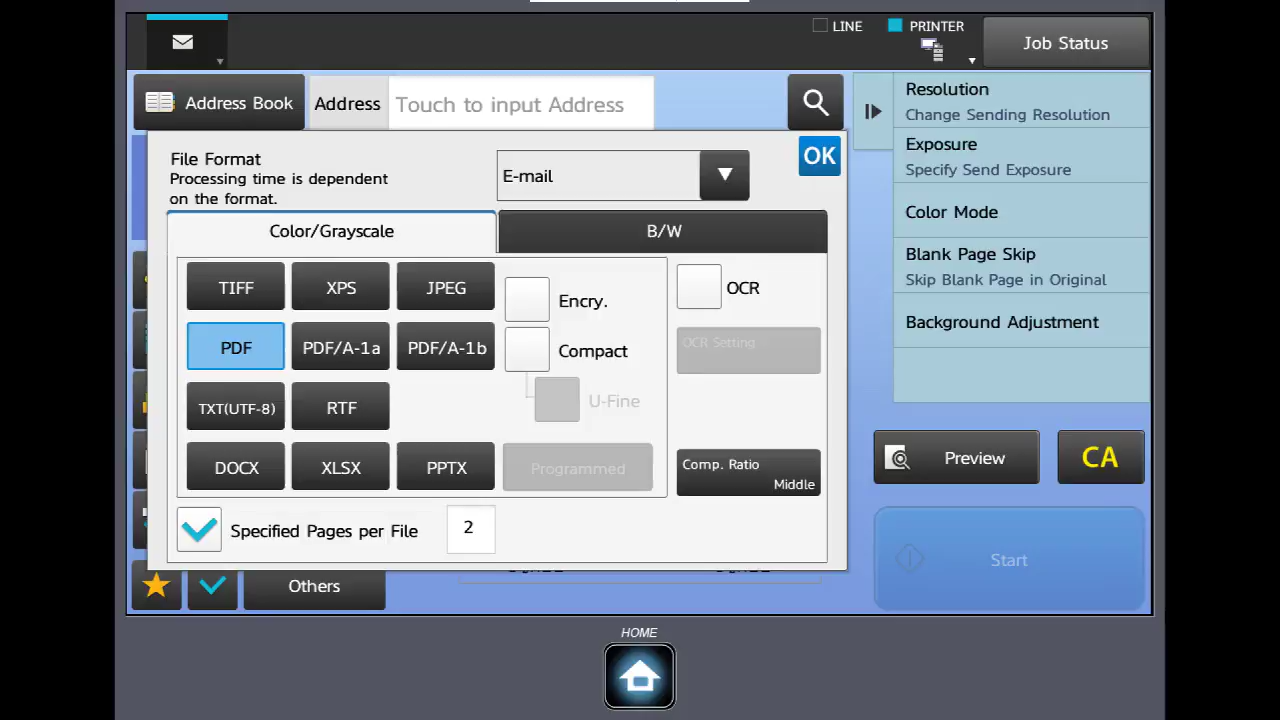 LINE
PRINTER
Job Status
Address Book
Address
Touch to input Address
Resolution
Change Sending Resolution
Exposure
Specify Send Exposure
Color Mode
Blank Page Skip
Skip Blank Page in Original
Background Adjustment
File Format
Processing time is dependent
on the format.
E-mail
OK
Color/Grayscale
B/W
TIFF
XPS
JPEG
Encry.
OCR
PDF
PDF/A-1a
PDF/A-1b
Compact
OCR Setting
U-Fine
TXT(UTF-8)
RTF
DOCX
XLSX
PPTX
Programmed
Comp. Ratio
Middle
Specified Pages per File
2
Preview
CA
Start
Others
HOME